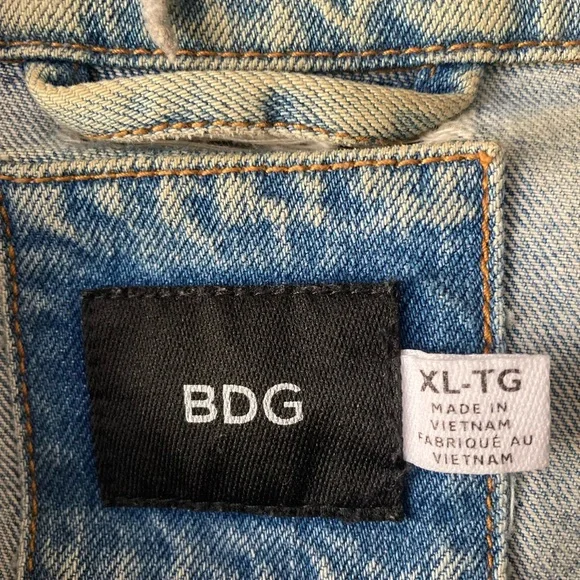 BDG
XL-TG
MADE IN
VIETNAM
FABRIQUÉ AU
VIETNAM